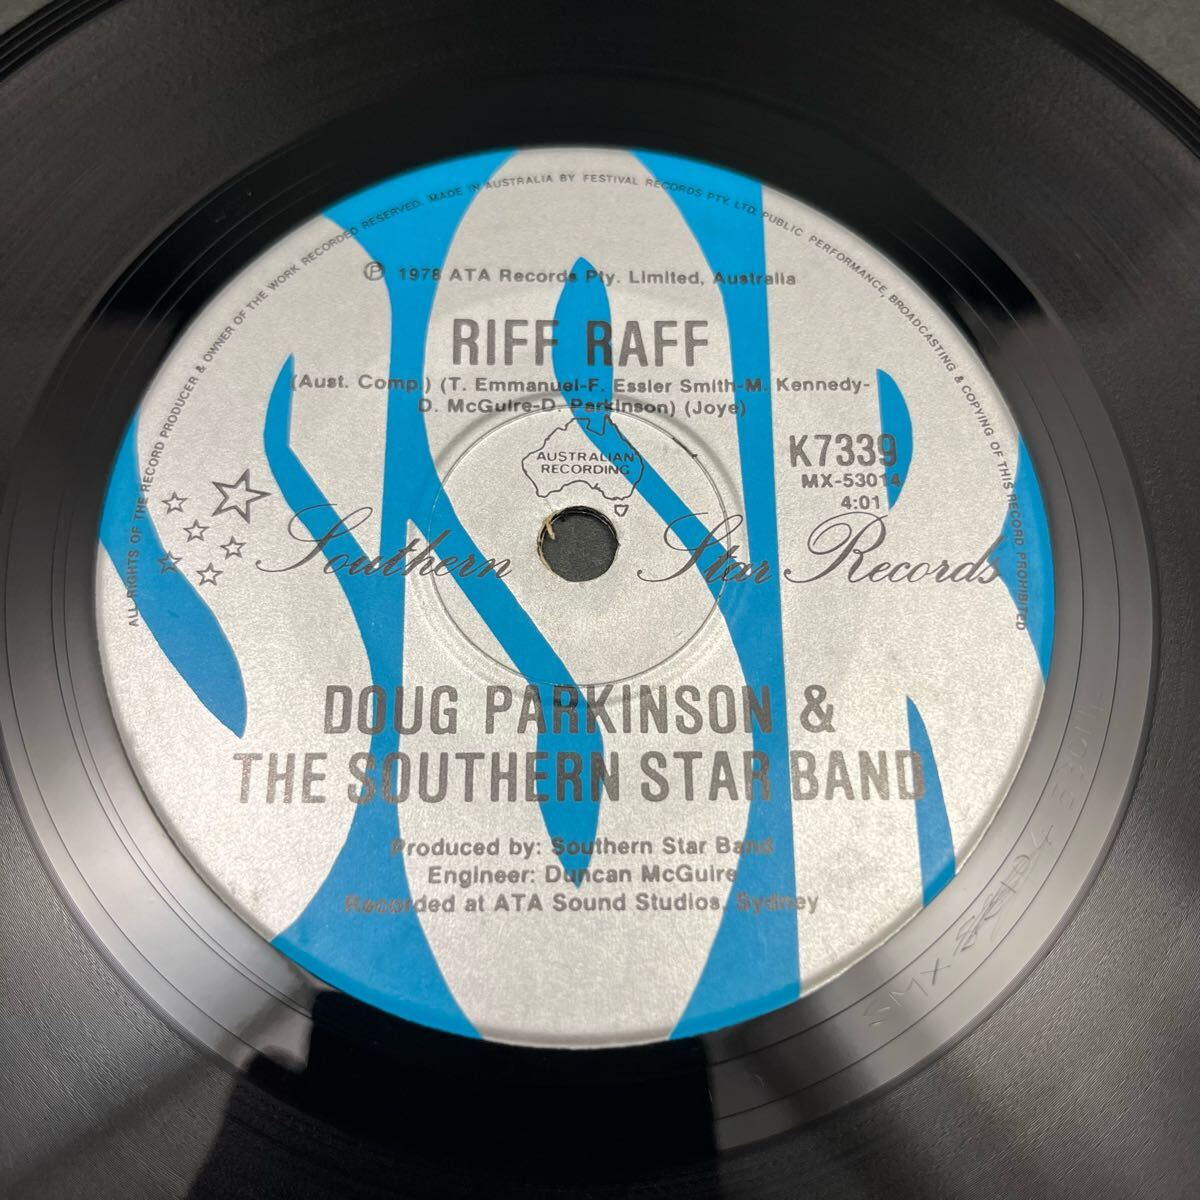 ALL RIGHTS OF THE RECORD PRODUCER & OWNER OF THE WORK RECORDED RESERVED. MADE IN AUSTRALIA BY FESTIVAL RECORDS PTY. LTD. PUBLIC PERFORMANCE, BROADCASTING & COPYING OF THIS RECORD PROHIBITED
Ⓟ 1978 ATA Records Pty. Limited, Australia
RIFF RAFF
(Aust. Comp.) (T. Emmanuel-F. Essler Smith-M. Kennedy-
D. McGuire-D. Parkinson) (Joye)
AUSTRALIAN
RECORDING
K7339
MX-53014
4:01
Southern Star Records
DOUG PARKINSON &
THE SOUTHERN STAR BAND
Produced by: Southern Star Band
Engineer: Duncan McGuire
Recorded at ATA Sound Studios, Sydney
SMX